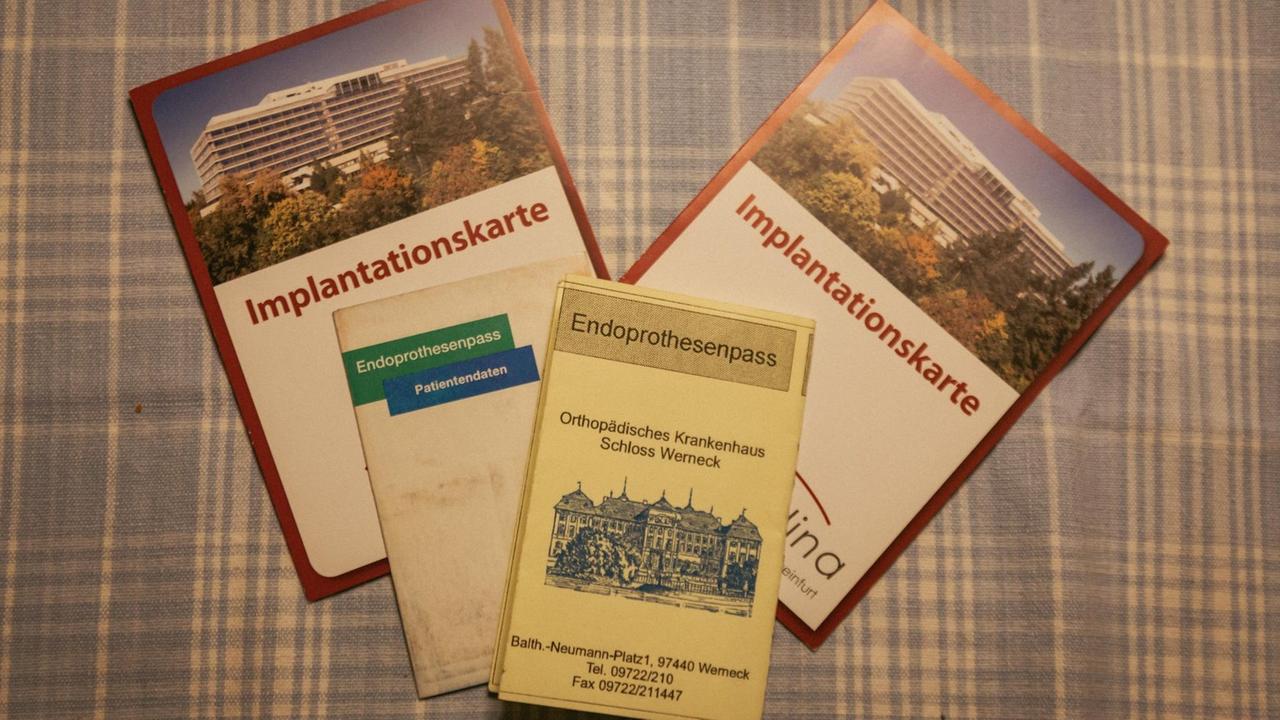 Implantationskarte
Implantationskarte
Endoprothesenpass
Patientendaten
Endoprothesenpass
Orthopädisches Krankenhaus
Schloss Werneck
Balth.-Neumann-Platz1, 97440 Werneck
Tel. 09722/210
Fax 09722/211447